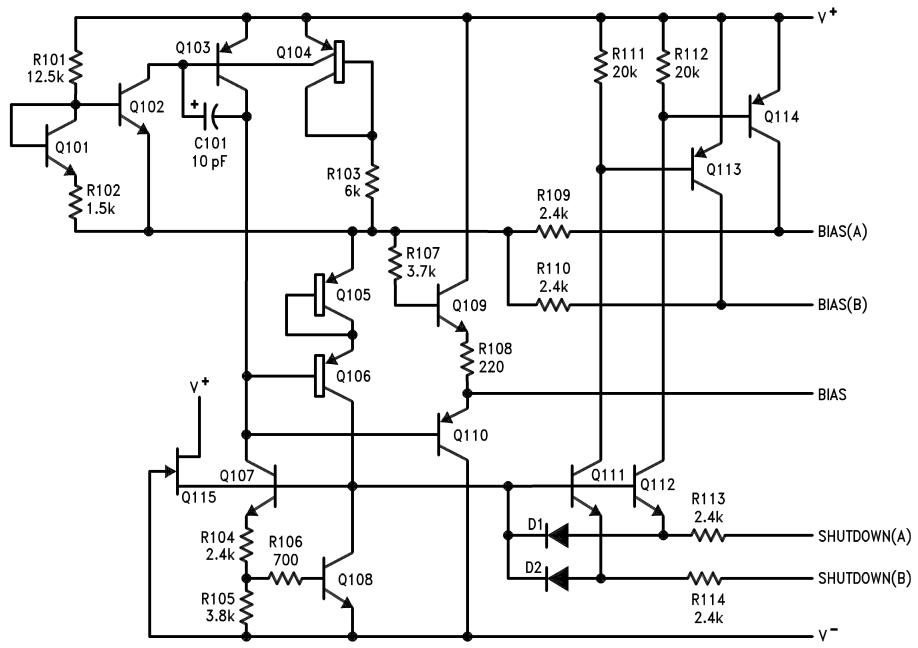 V+
R101
12.5k
Q103
Q104
R111
20k
R112
20k
Q102
+
C101
10 pF
Q114
Q101
Q113
R102
1.5k
R103
6k
R109
2.4k
BIAS(A)
R107
3.7k
R110
2.4k
Q105
Q109
BIAS(B)
R108
220
Q106
V+
BIAS
Q110
Q107
Q111
Q112
Q115
R113
2.4k
R104
2.4k
R106
700
D1
SHUTDOWN(A)
D2
Q108
SHUTDOWN(B)
R105
3.8k
R114
2.4k
V−